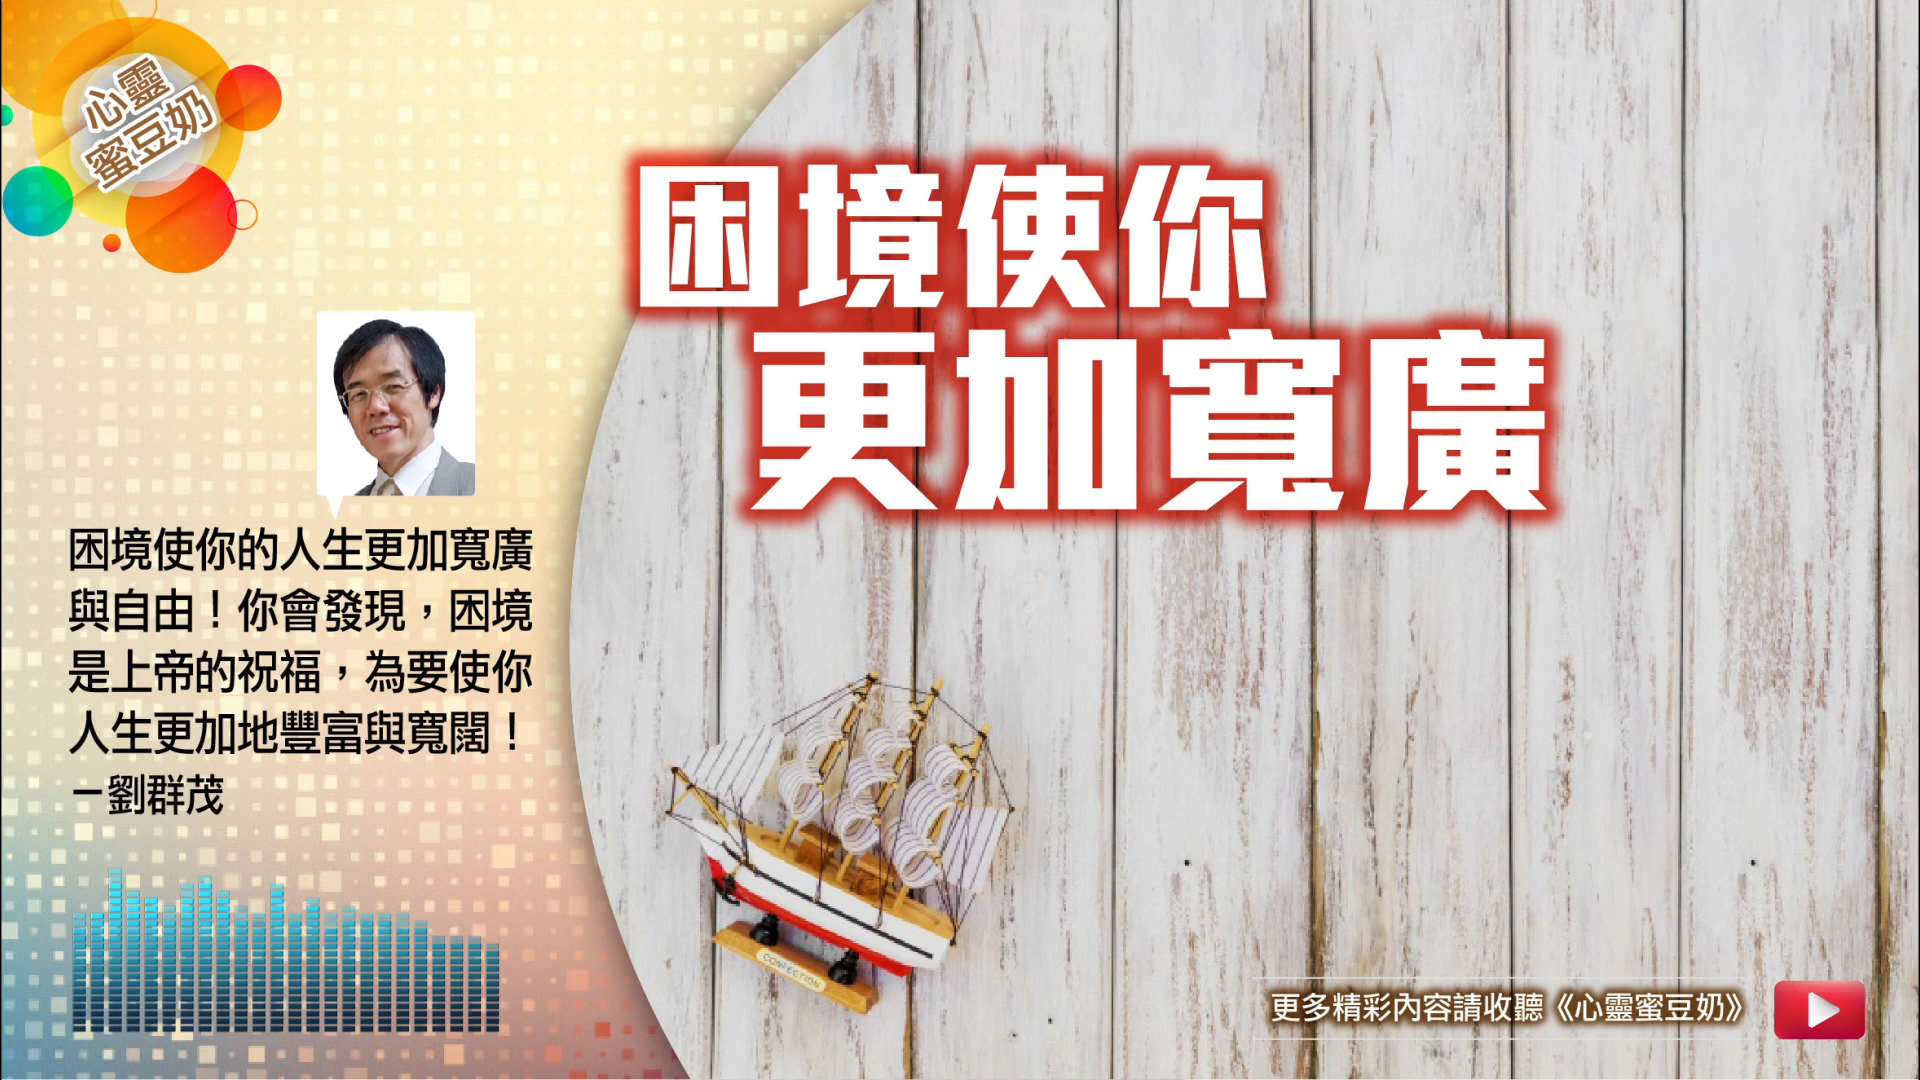 心靈
蜜豆奶
困境使你
更加寬廣
困境使你的人生更加寬廣
與自由！你會發現，困境
是上帝的祝福，為要使你
人生更加地豐富與寬闊！
－劉群茂
CONFECTION
更多精彩內容請收聽《心靈蜜豆奶》